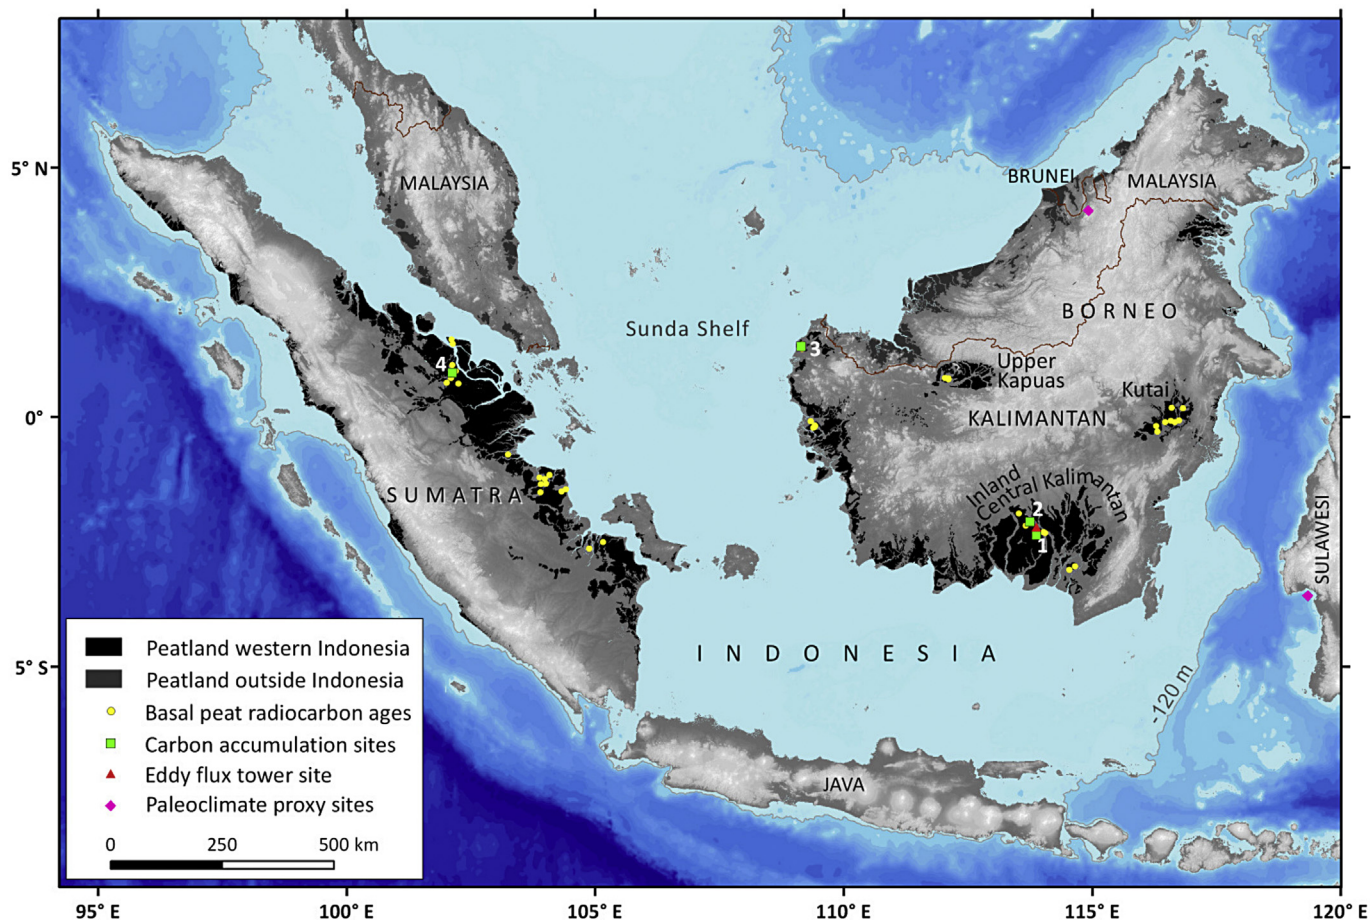 5° N
0°
5° S
MALAYSIA
BRUNEI
MALAYSIA
BORNEO
Sunda Shelf
3
4
Upper
Kapuas
Kutai
KALIMANTAN
SUMATRA
Inland
Central Kalimantan
2
1
SULAWESI
INDONESIA
-120 m
JAVA
Peatland western Indonesia
Peatland outside Indonesia
Basal peat radiocarbon ages
Carbon accumulation sites
Eddy flux tower site
Paleoclimate proxy sites
0 250 500 km
95° E 100° E 105° E 110° E 115° E 120° E